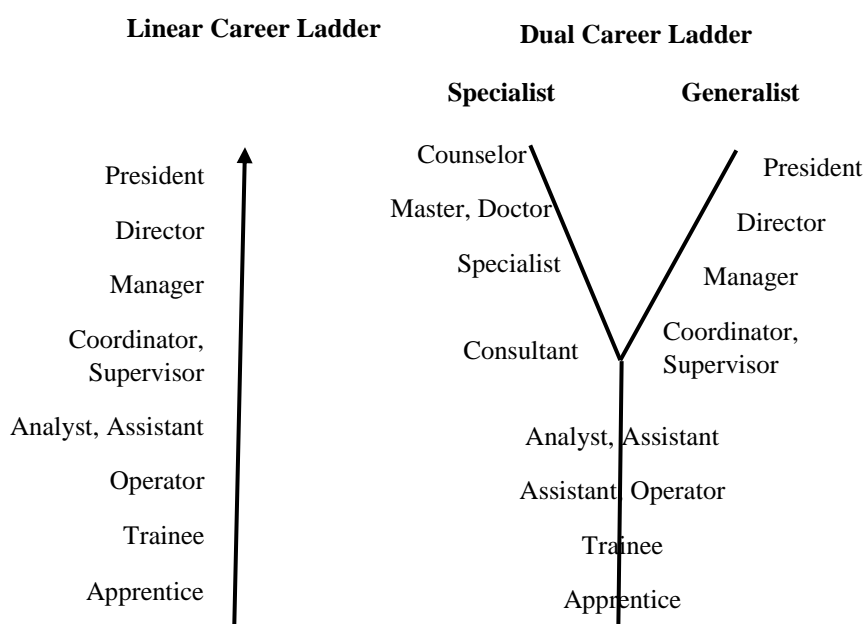 Linear Career Ladder
President
Director
Manager
Coordinator,
Supervisor
Analyst, Assistant
Operator
Trainee
Apprentice
Dual Career Ladder
Specialist
Generalist
Counselor
Master, Doctor
Specialist
Consultant
President
Director
Manager
Coordinator,
Supervisor
Analyst, Assistant
Assistant, Operator
Trainee
Apprentice